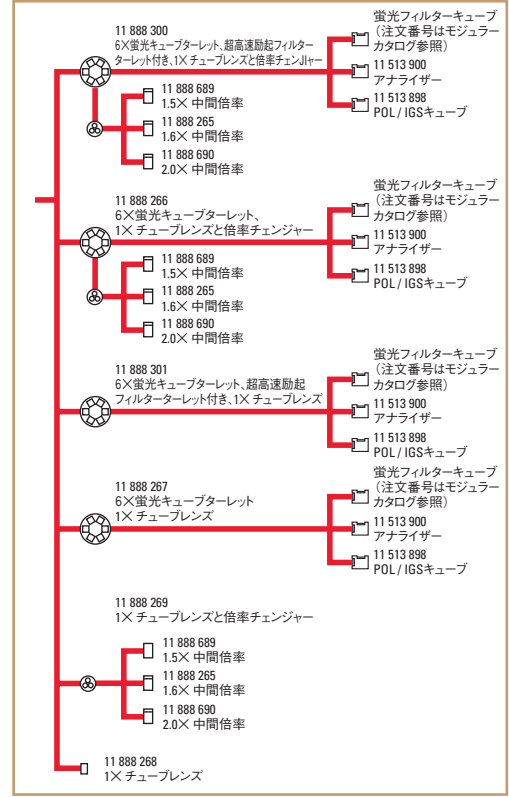 11 888 300
6×蛍光キューブターレット、超高速励起フィルター
ターレット付き、1× チューブレンズと倍率チェンJャー
蛍光フィルターキューブ
（注文番号はモジュラー
カタログ参照）
11 513 900
アナライザー
11 513 898
POL/IGSキューブ
11 888 689
1.5× 中間倍率
11 888 265
1.6× 中間倍率
11 888 690
2.0× 中間倍率
11 888 266
6×蛍光キューブターレット、
1× チューブレンズと倍率チェンジャー
蛍光フィルターキューブ
（注文番号はモジュラー
カタログ参照）
11 513 900
アナライザー
11 513 898
POL/IGSキューブ
11 888 689
1.5× 中間倍率
11 888 265
1.6× 中間倍率
11 888 690
2.0× 中間倍率
11 888 301
6×蛍光キューブターレット、超高速励起
フィルターターレット付き、1× チューブレンズ
蛍光フィルターキューブ
（注文番号はモジュラー
カタログ参照）
11 513 900
アナライザー
11 513 898
POL/IGSキューブ
11 888 267
6×蛍光キューブターレット
1× チューブレンズ
蛍光フィルターキューブ
（注文番号はモジュラー
カタログ参照）
11 513 900
アナライザー
11 513 898
POL/IGSキューブ
11 888 269
1× チューブレンズと倍率チェンジャー
11 888 689
1.5× 中間倍率
11 888 265
1.6× 中間倍率
11 888 690
2.0× 中間倍率
11 888 268
1× チューブレンズ